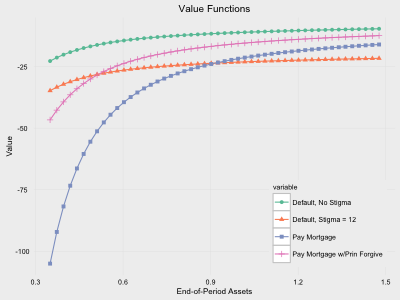 Value Functions
Value
-25
-50
-75
-100
0.3
0.6
0.9
1.2
1.5
End-of-Period Assets
variable
Default, No Stigma
Default, Stigma = 12
Pay Mortgage
Pay Mortgage w/Prin Forgive